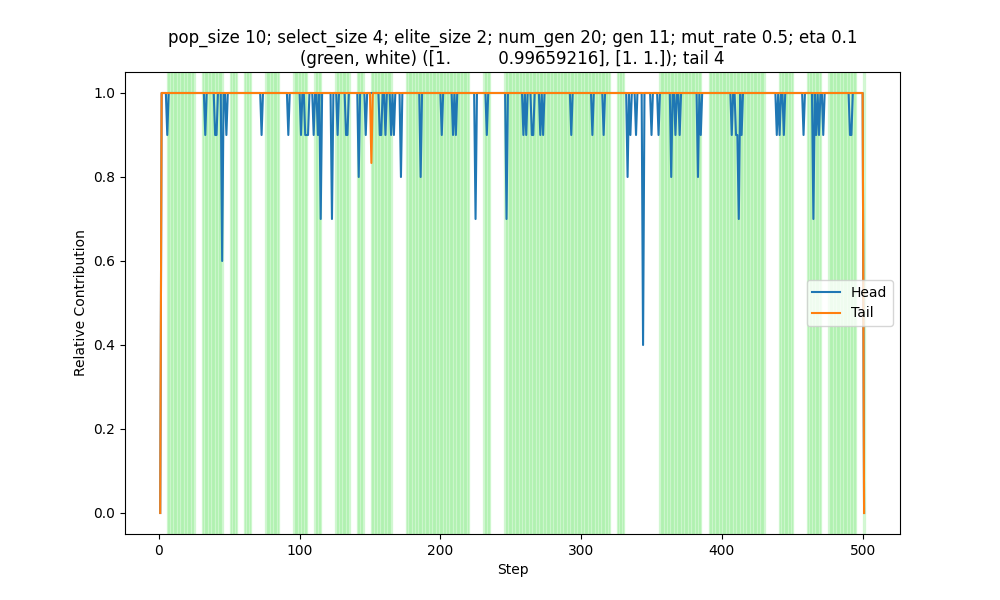 pop_size 10; select_size 4; elite_size 2; num_gen 20; gen 11; mut_rate 0.5; eta 0.1
(green, white) ([1.         0.99659216], [1. 1.]); tail 4
1.0
0.8
0.6
0.4
0.2
0.0
Relative Contribution
Head
Tail
0 100 200 300 400 500
Step